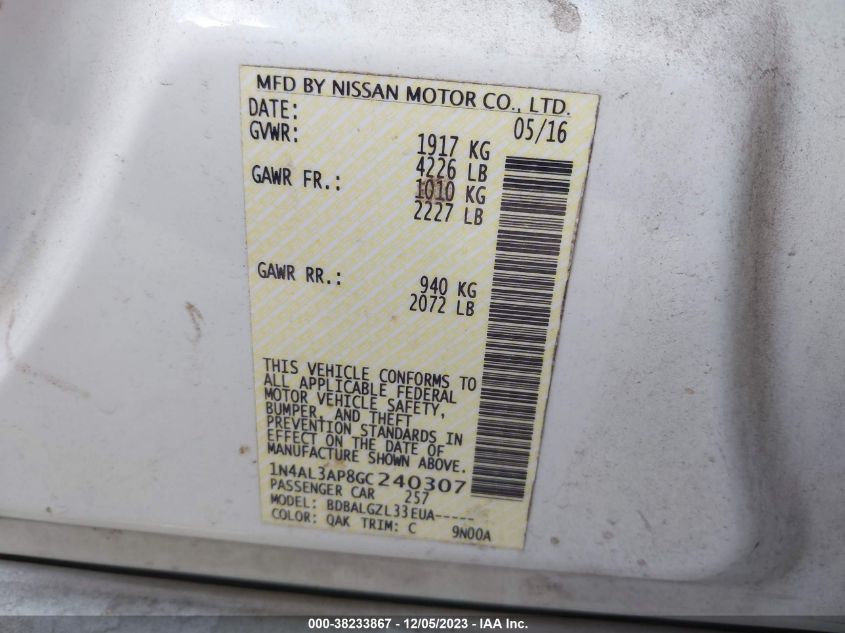 MFD BY NISSAN MOTOR CO., LTD.
DATE: 05/16
GVWR: 1917 KG
4226 LB
GAWR FR.: 1010 KG
2227 LB
GAWR RR.: 940 KG
2072 LB
THIS VEHICLE CONFORMS TO
ALL APPLICABLE FEDERAL
MOTOR VEHICLE SAFETY,
BUMPER, AND THEFT
PREVENTION STANDARDS IN
EFFECT ON THE DATE OF
MANUFACTURE SHOWN ABOVE.
1N4AL3AP8GC240307
PASSENGER CAR 257
MODEL: BDBALGZL33EUA-----
COLOR: QAK TRIM: C 9N00A
000-38233867 - 12/05/2023 - IAA Inc.